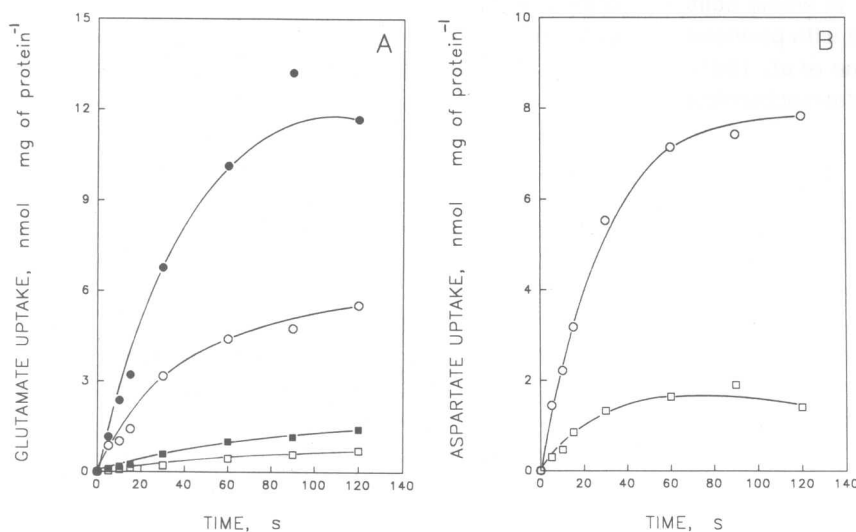 A
GLUTAMATE UPTAKE, nmol mg of protein⁻¹
15
12
9
6
3
0
0 20 40 60 80 100 120 140
TIME, s
B
ASPARTATE UPTAKE, nmol mg of protein⁻¹
10
8
6
4
2
0
0 20 40 60 80 100 120 140
TIME, s